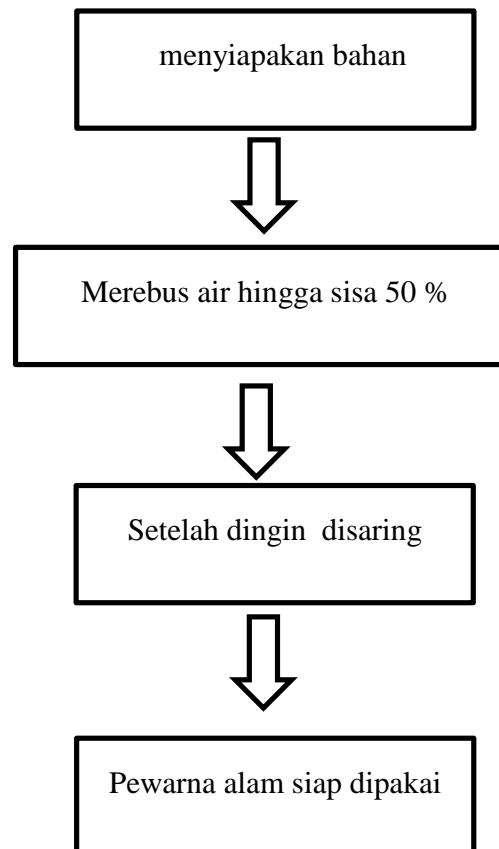 menyiapakan bahan
Merebus air hingga sisa 50 %
Setelah dingin  disaring
Pewarna alam siap dipakai